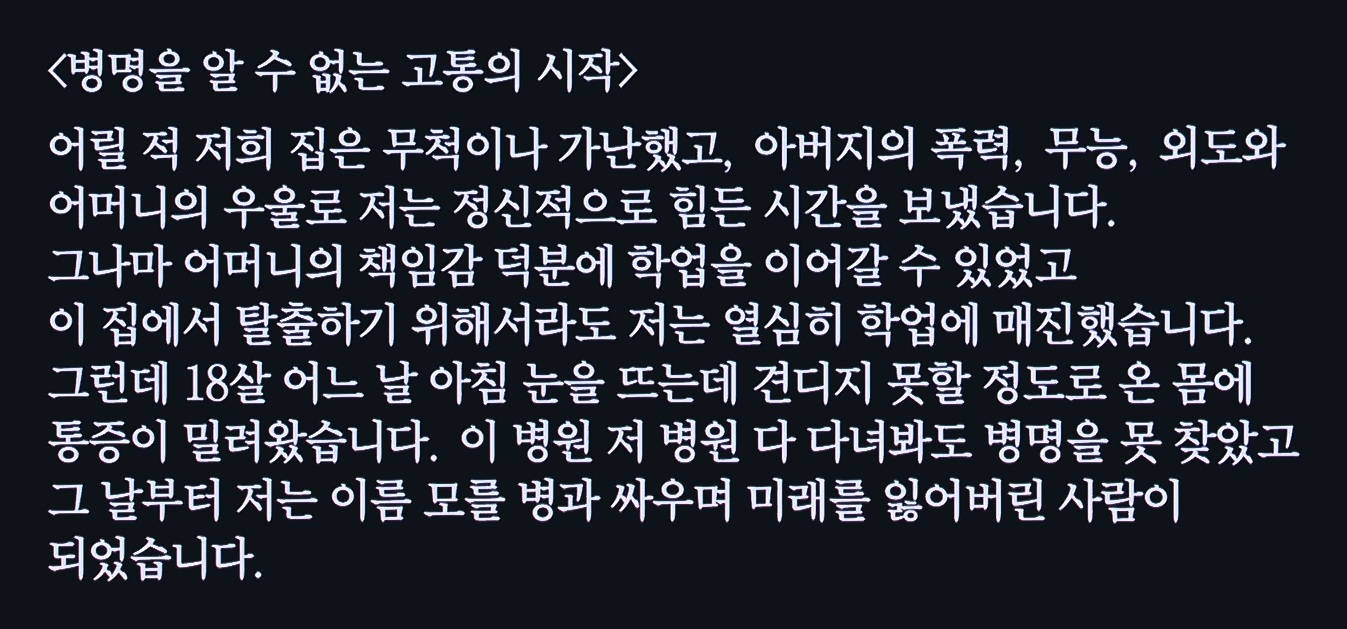 <병명을 알 수 없는 고통의 시작>
어릴 적 저희 집은 무척이나 가난했고, 아버지의 폭력, 무능, 외도와
어머니의 우울로 저는 정신적으로 힘든 시간을 보냈습니다.
그나마 어머니의 책임감 덕분에 학업을 이어갈 수 있었고
이 집에서 탈출하기 위해서라도 저는 열심히 학업에 매진했습니다.
그런데 18살 어느 날 아침 눈을 뜨는데 견디지 못할 정도로 온 몸에
통증이 밀려왔습니다. 이 병원 저 병원 다 다녀봐도 병명을 못 찾았고
그 날부터 저는 이름 모를 병과 싸우며 미래를 잃어버린 사람이
되었습니다.